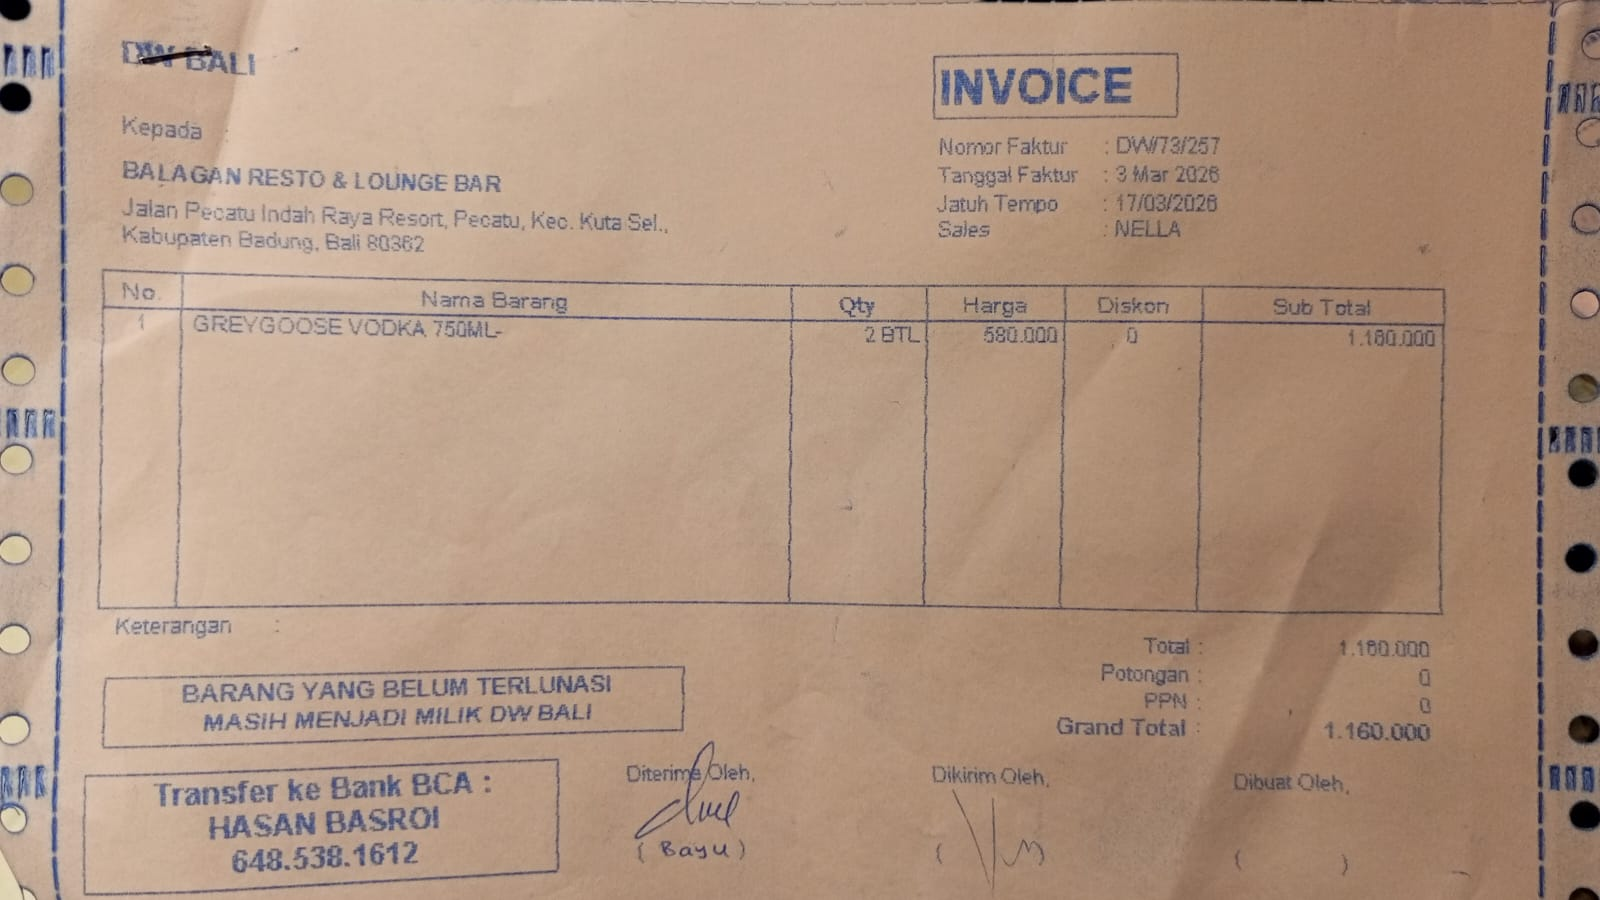 DW BALI
INVOICE
Kepada
BALAGAN RESTO & LOUNGE BAR
Jalan Pecatu Indah Raya Resort, Pecatu, Kec. Kuta Sel.,
Kabupaten Badung, Bali 80362
Nomor Faktur : DW/73/257
Tanggal Faktur : 3 Mar 2026
Jatuh Tempo : 17/03/2026
Sales : NELLA
No. Nama Barang Qty Harga Diskon Sub Total
1 GREYGOOSE VODKA 750ML- 2 BTL 580.000 0 1.160.000
Keterangan :
Total : 1.160.000
Potongan : 0
PPN : 0
Grand Total : 1.160.000
BARANG YANG BELUM TERLUNASI
MASIH MENJADI MILIK DW BALI
Transfer ke Bank BCA :
HASAN BASROI
648.538.1612
Diterima Oleh, Dikirim Oleh, Dibuat Oleh,
( Bayu ) ( ) ( )